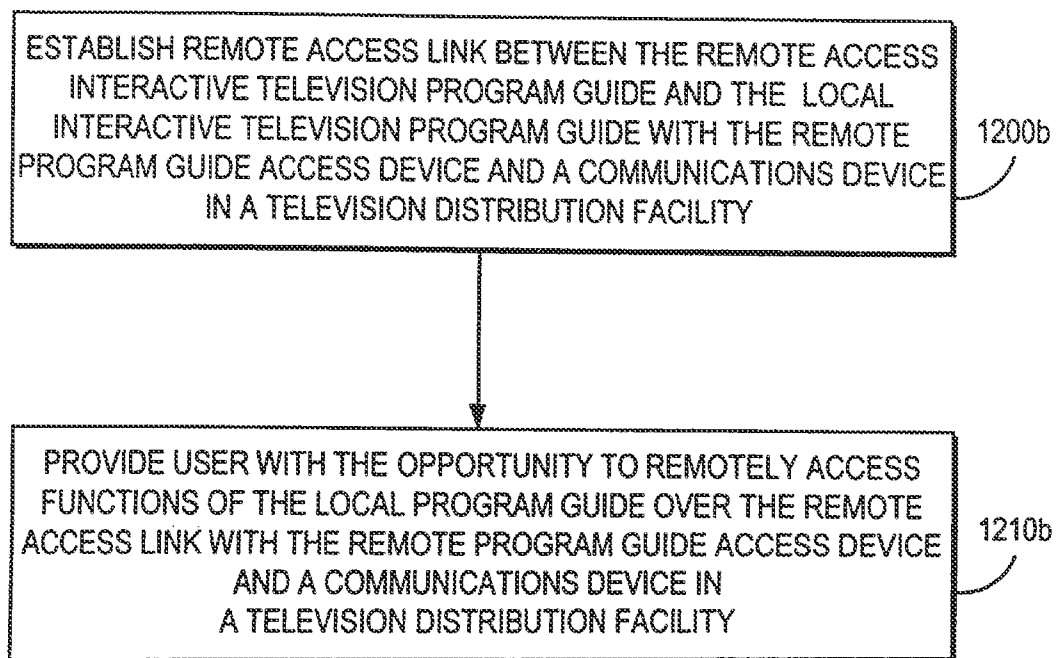 ESTABLISH REMOTE ACCESS LINK BETWEEN THE REMOTE ACCESS
INTERACTIVE TELEVISION PROGRAM GUIDE AND THE LOCAL
INTERACTIVE TELEVISION PROGRAM GUIDE WITH THE REMOTE
PROGRAM GUIDE ACCESS DEVICE AND A COMMUNICATIONS DEVICE
IN A TELEVISION DISTRIBUTION FACILITY
1200b
PROVIDE USER WITH THE OPPORTUNITY TO REMOTELY ACCESS
FUNCTIONS OF THE LOCAL PROGRAM GUIDE OVER THE REMOTE
ACCESS LINK WITH THE REMOTE PROGRAM GUIDE ACCESS DEVICE
AND A COMMUNICATIONS DEVICE IN
A TELEVISION DISTRIBUTION FACILITY
1210b